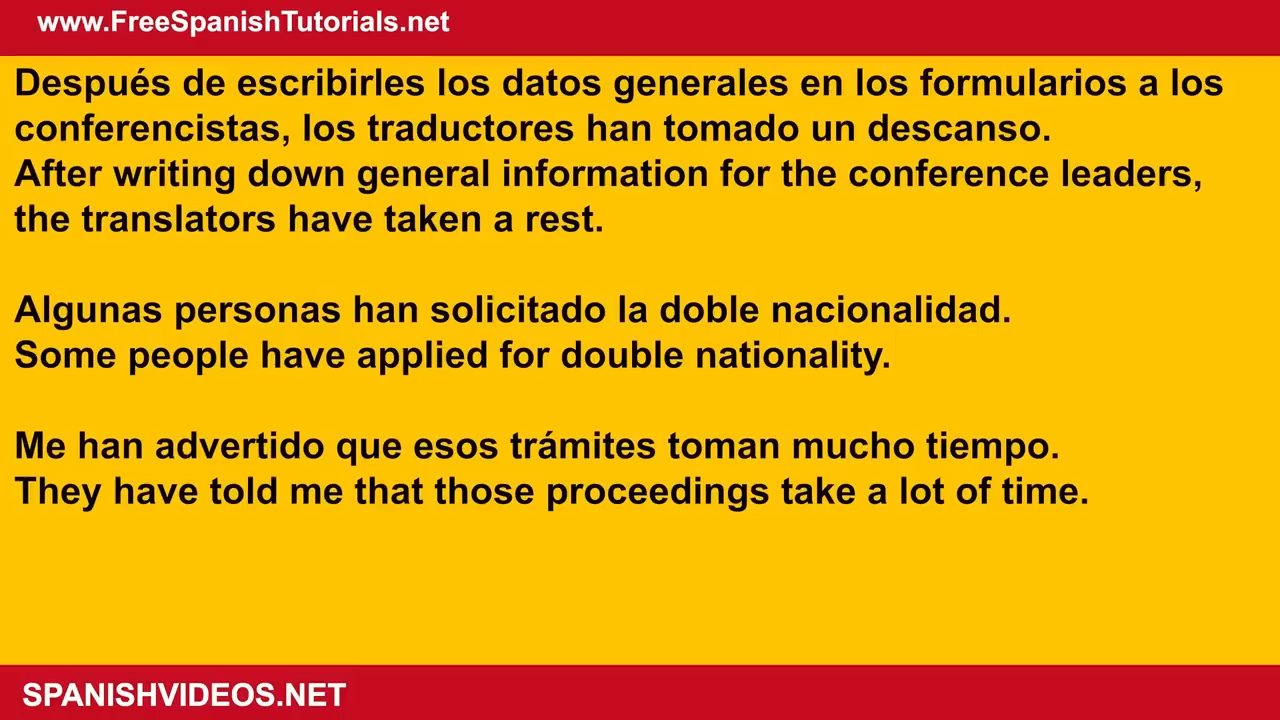 www.FreeSpanishTutorials.net
Después de escribirles los datos generales en los formularios a los
conferencistas, los traductores han tomado un descanso.
After writing down general information for the conference leaders,
the translators have taken a rest.
Algunas personas han solicitado la doble nacionalidad.
Some people have applied for double nationality.
Me han advertido que esos trámites toman mucho tiempo.
They have told me that those proceedings take a lot of time.
SPANISHVIDEOS.NET